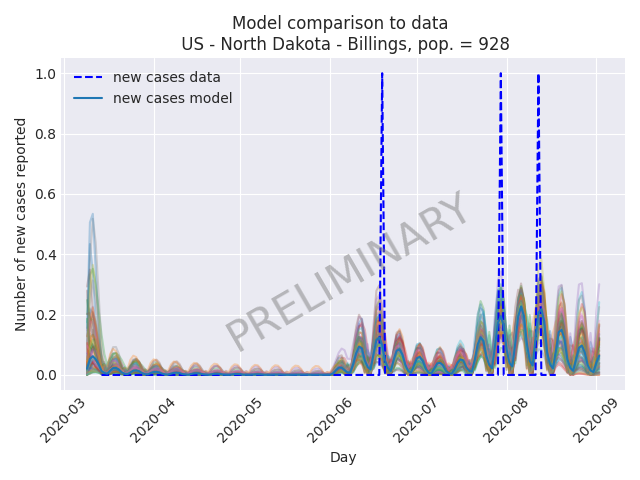 Model comparison to data
US - North Dakota - Billings, pop. = 928
new cases data
new cases model
Number of new cases reported
1.0
0.8
0.6
0.4
0.2
0.0
PRELIMINARY
2020-03
2020-04
2020-05
2020-06
2020-07
2020-08
2020-09
Day